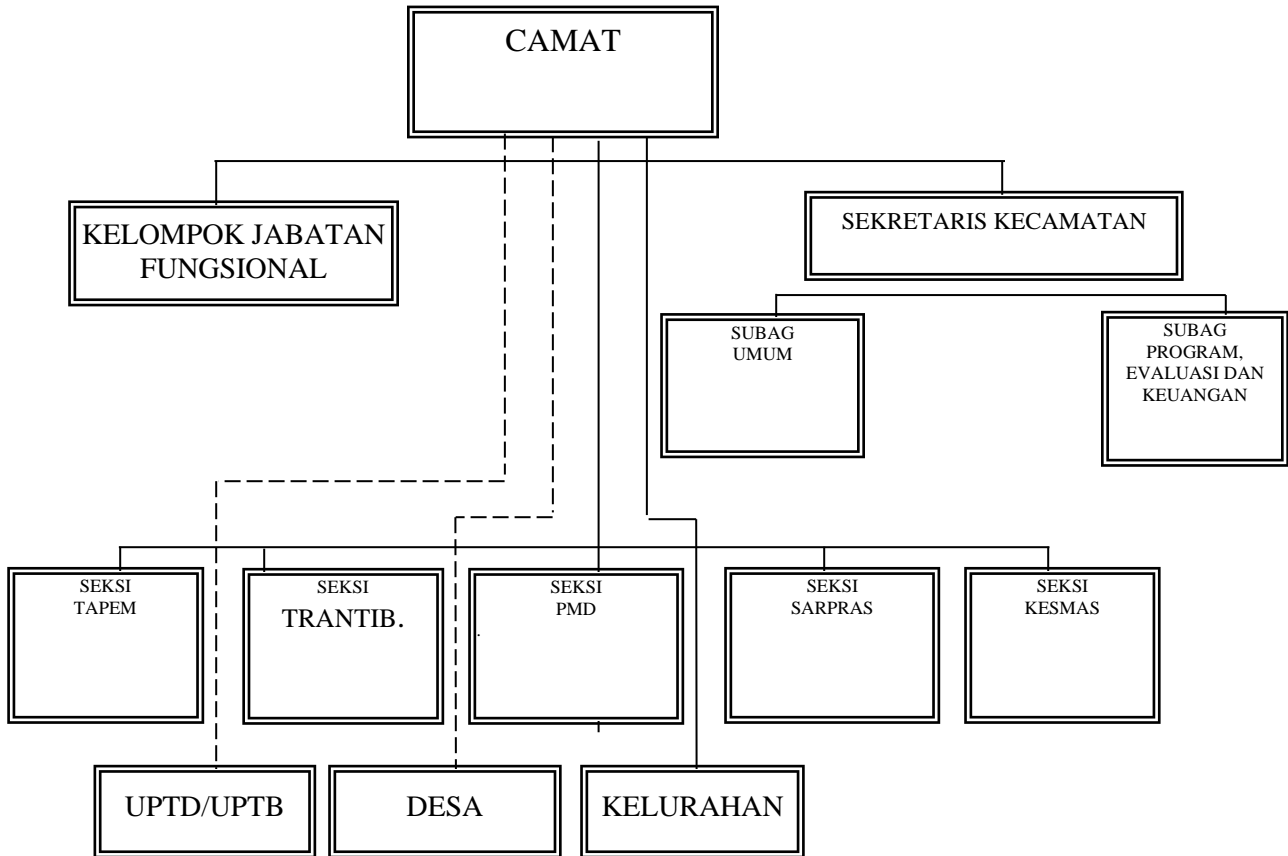 CAMAT
KELOMPOK JABATAN
FUNGSIONAL
SEKRETARIS KECAMATAN
SUBAG
UMUM
SUBAG
PROGRAM,
EVALUASI DAN
KEUANGAN
SEKSI
TAPEM
SEKSI
TRANTIB.
SEKSI
PMD
.
SEKSI
SARPRAS
SEKSI
KESMAS
UPTD/UPTB
DESA
KELURAHAN